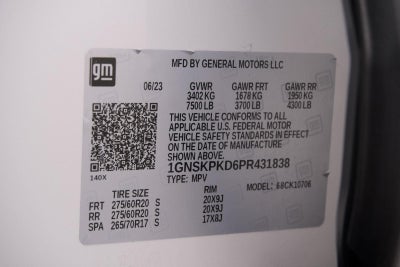 gm
MFD BY GENERAL MOTORS LLC
06/23 GVWR GAWR FRT GAWR RR
3402 KG 1678 KG 1950 KG
7500 LB 3700 LB 4300 LB
THIS VEHICLE CONFORMS TO ALL
APPLICABLE U.S. FEDERAL MOTOR
VEHICLE SAFETY STANDARDS IN EFFECT
ON THE DATE OF MANUFACTURE SHOWN ABOVE.
1GNSKPKD6PR431838
140X TYPE: MPV MODEL: 68CK10706
TIRE SIZE RIM
FRT 275/60R20 S 20X9J
RR 275/60R20 S 20X9J
SPA 265/70R17 S 17X8J